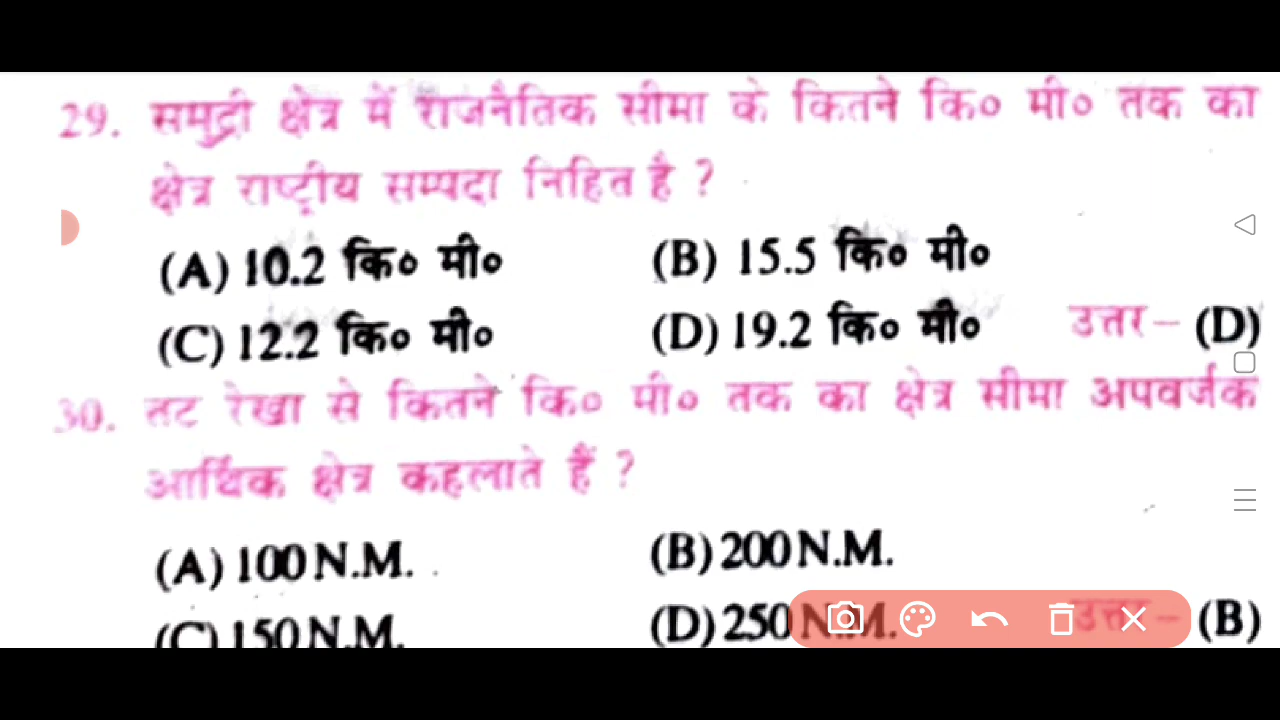 29. समुद्री क्षेत्र में राजनैतिक सीमा के कितने कि० मी० तक का
क्षेत्र राष्ट्रीय सम्पदा निहित है ?
(A) 10.2 कि० मी० (B) 15.5 कि० मी०
(C) 12.2 कि० मी० (D) 19.2 कि० मी० उत्तर– (D)
30. तट रेखा से कितने कि० मी० तक का क्षेत्र सीमा अपवर्जक
आर्थिक क्षेत्र कहलाते हैं ?
(A) 100 N.M. (B) 200 N.M.
(C) 150 N.M. (D) 250 N.M. उत्तर– (B)